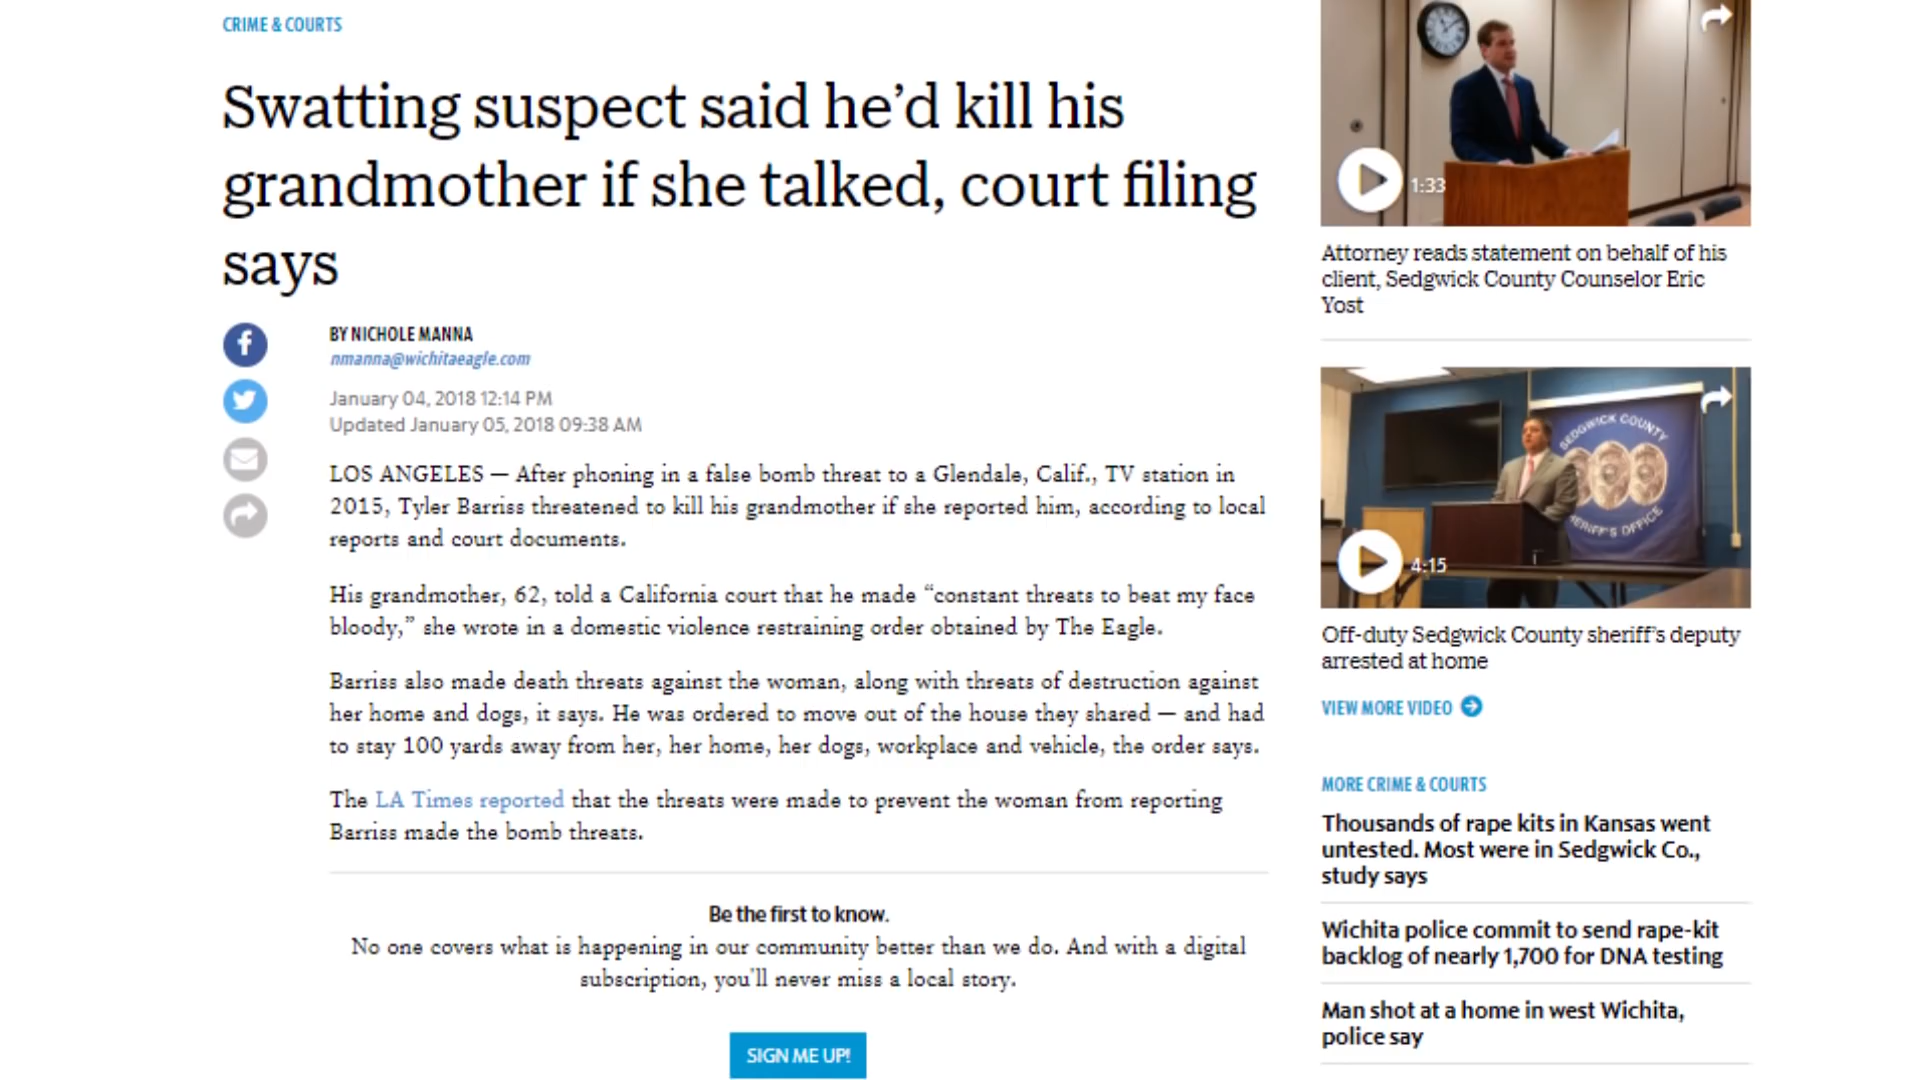 CRIME & COURTS
Swatting suspect said he’d kill his
grandmother if she talked, court filing
says
BY NICHOLE MANNA
nmanna@wichitaeagle.com
January 04, 2018 12:14 PM
Updated January 05, 2018 09:38 AM
LOS ANGELES — After phoning in a false bomb threat to a Glendale, Calif., TV station in
2015, Tyler Barriss threatened to kill his grandmother if she reported him, according to local
reports and court documents.
His grandmother, 62, told a California court that he made “constant threats to beat my face
bloody,” she wrote in a domestic violence restraining order obtained by The Eagle.
Barriss also made death threats against the woman, along with threats of destruction against
her home and dogs, it says. He was ordered to move out of the house they shared — and had
to stay 100 yards away from her, her home, her dogs, workplace and vehicle, the order says.
The LA Times reported that the threats were made to prevent the woman from reporting
Barriss made the bomb threats.
Be the first to know.
No one covers what is happening in our community better than we do. And with a digital
subscription, you'll never miss a local story.
SIGN ME UP!
1:33
Attorney reads statement on behalf of his
client, Sedgwick County Counselor Eric
Yost
SEDGWICK COUNTY
SHERIFF'S OFFICE
4:15
Off-duty Sedgwick County sheriff’s deputy
arrested at home
VIEW MORE VIDEO
MORE CRIME & COURTS
Thousands of rape kits in Kansas went
untested. Most were in Sedgwick Co.,
study says
Wichita police commit to send rape-kit
backlog of nearly 1,700 for DNA testing
Man shot at a home in west Wichita,
police say